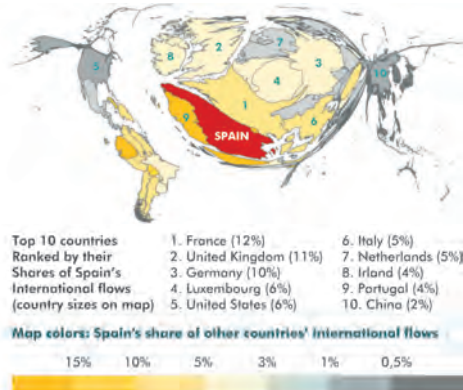 8
2
7
3
5
4
10
1
9
6
SPAIN
Top 10 countries
Ranked by their
Shares of Spain's
International flows
(country sizes on map)
1. France (12%)
2. United Kingdom (11%)
3. Germany (10%)
4. Luxembourg (6%)
5. United States (6%)
6. Italy (5%)
7. Netherlands (5%)
8. Irland (4%)
9. Portugal (4%)
10. China (2%)
Map colors: Spain's share of other countries' international flows
15% 10% 5% 3% 1% 0,5%